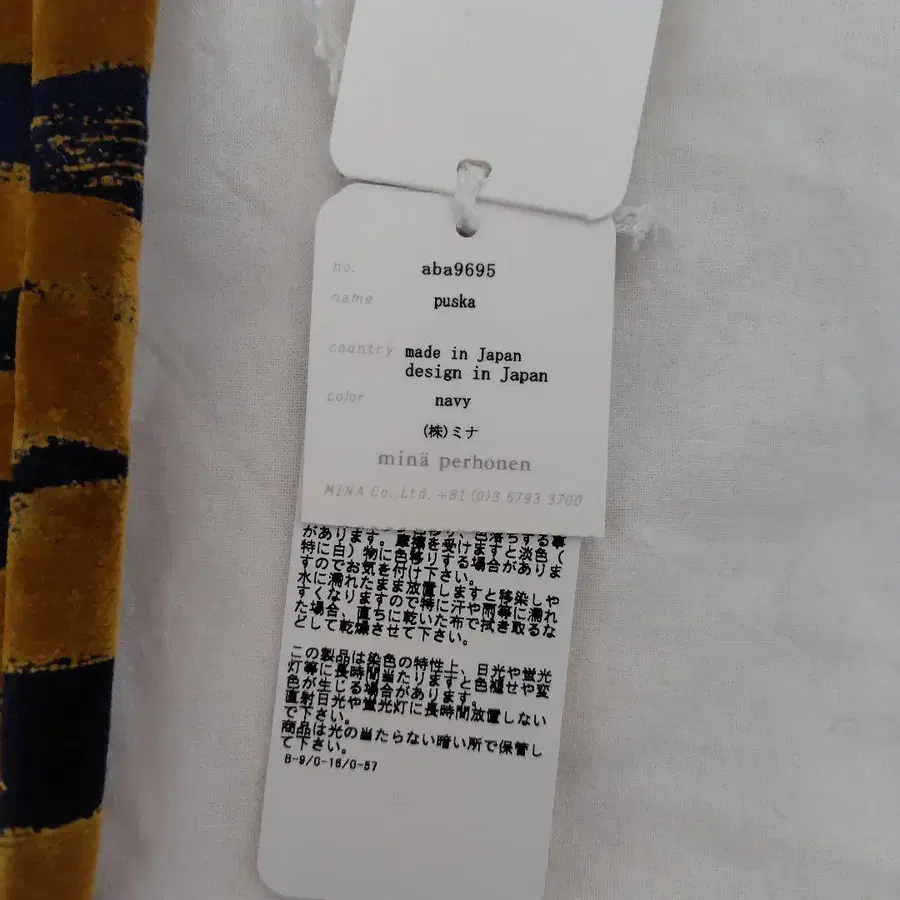 no. aba9695
name puska
country made in Japan
design in Japan
color navy
(株)ミナ
minä perhonen
MINA Co.,Ltd. +81 (0)3 5793 3700
があります。摩擦を受けますと淡色(
特に白)物に色移りする場合がありま
すのでお気を付け下さい。
水に濡れたまま放置しますと移染しや
すくなりますので特に汗や雨等に濡れ
た場合、直ちに乾いた布で拭き取るな
どして乾燥させて下さい。
この製品は染色の特性上、日光や蛍光
灯等に長時間当たりますと色褪せや変
色が生じる場合があります。
直射日光や蛍光灯に長時間放置しない
で下さい。
商品は光の当たらない暗い所で保管し
て下さい。
B-9/0-16/0-57